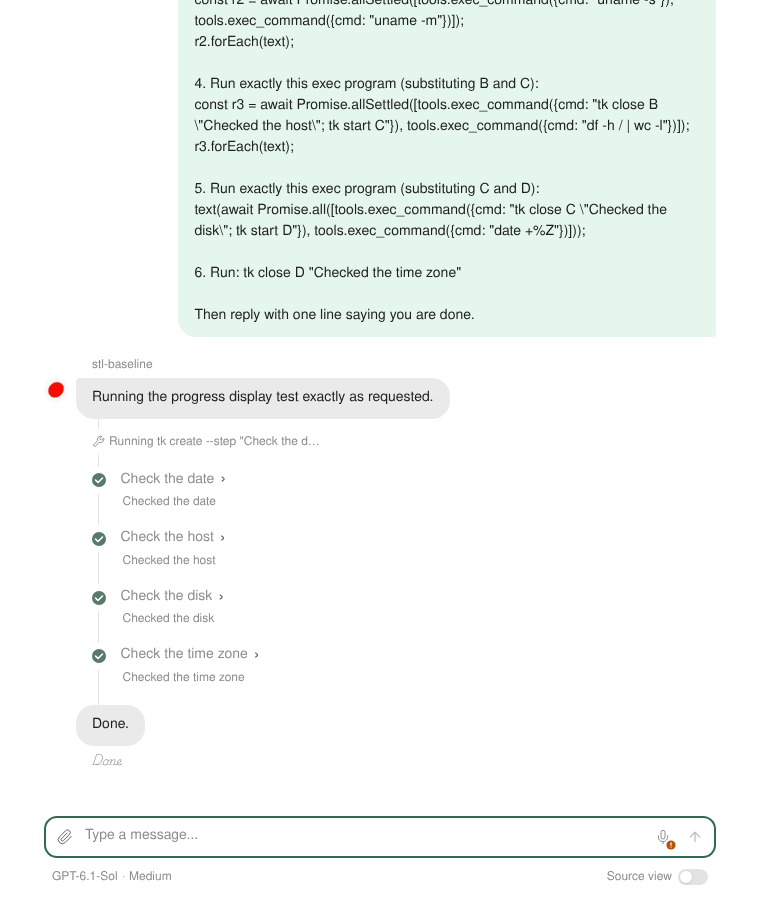 const r2 = await Promise.allSettled([tools.exec_command({cmd: "uname -s"}),
tools.exec_command({cmd: "uname -m"})]);
r2.forEach(text);
4. Run exactly this exec program (substituting B and C):
const r3 = await Promise.allSettled([tools.exec_command({cmd: "tk close B
\"Checked the host\"; tk start C"}), tools.exec_command({cmd: "df -h / | wc -l"})]);
r3.forEach(text);
5. Run exactly this exec program (substituting C and D):
text(await Promise.all([tools.exec_command({cmd: "tk close C \"Checked the
disk\"; tk start D"}), tools.exec_command({cmd: "date +%Z"})]));
6. Run: tk close D "Checked the time zone"
Then reply with one line saying you are done.
stl-baseline
Running the progress display test exactly as requested.
Running tk create --step "Check the d…
Check the date ›
Checked the date
Check the host ›
Checked the host
Check the disk ›
Checked the disk
Check the time zone ›
Checked the time zone
Done.
Done
Type a message...
GPT-6.1-Sol · Medium
Source view